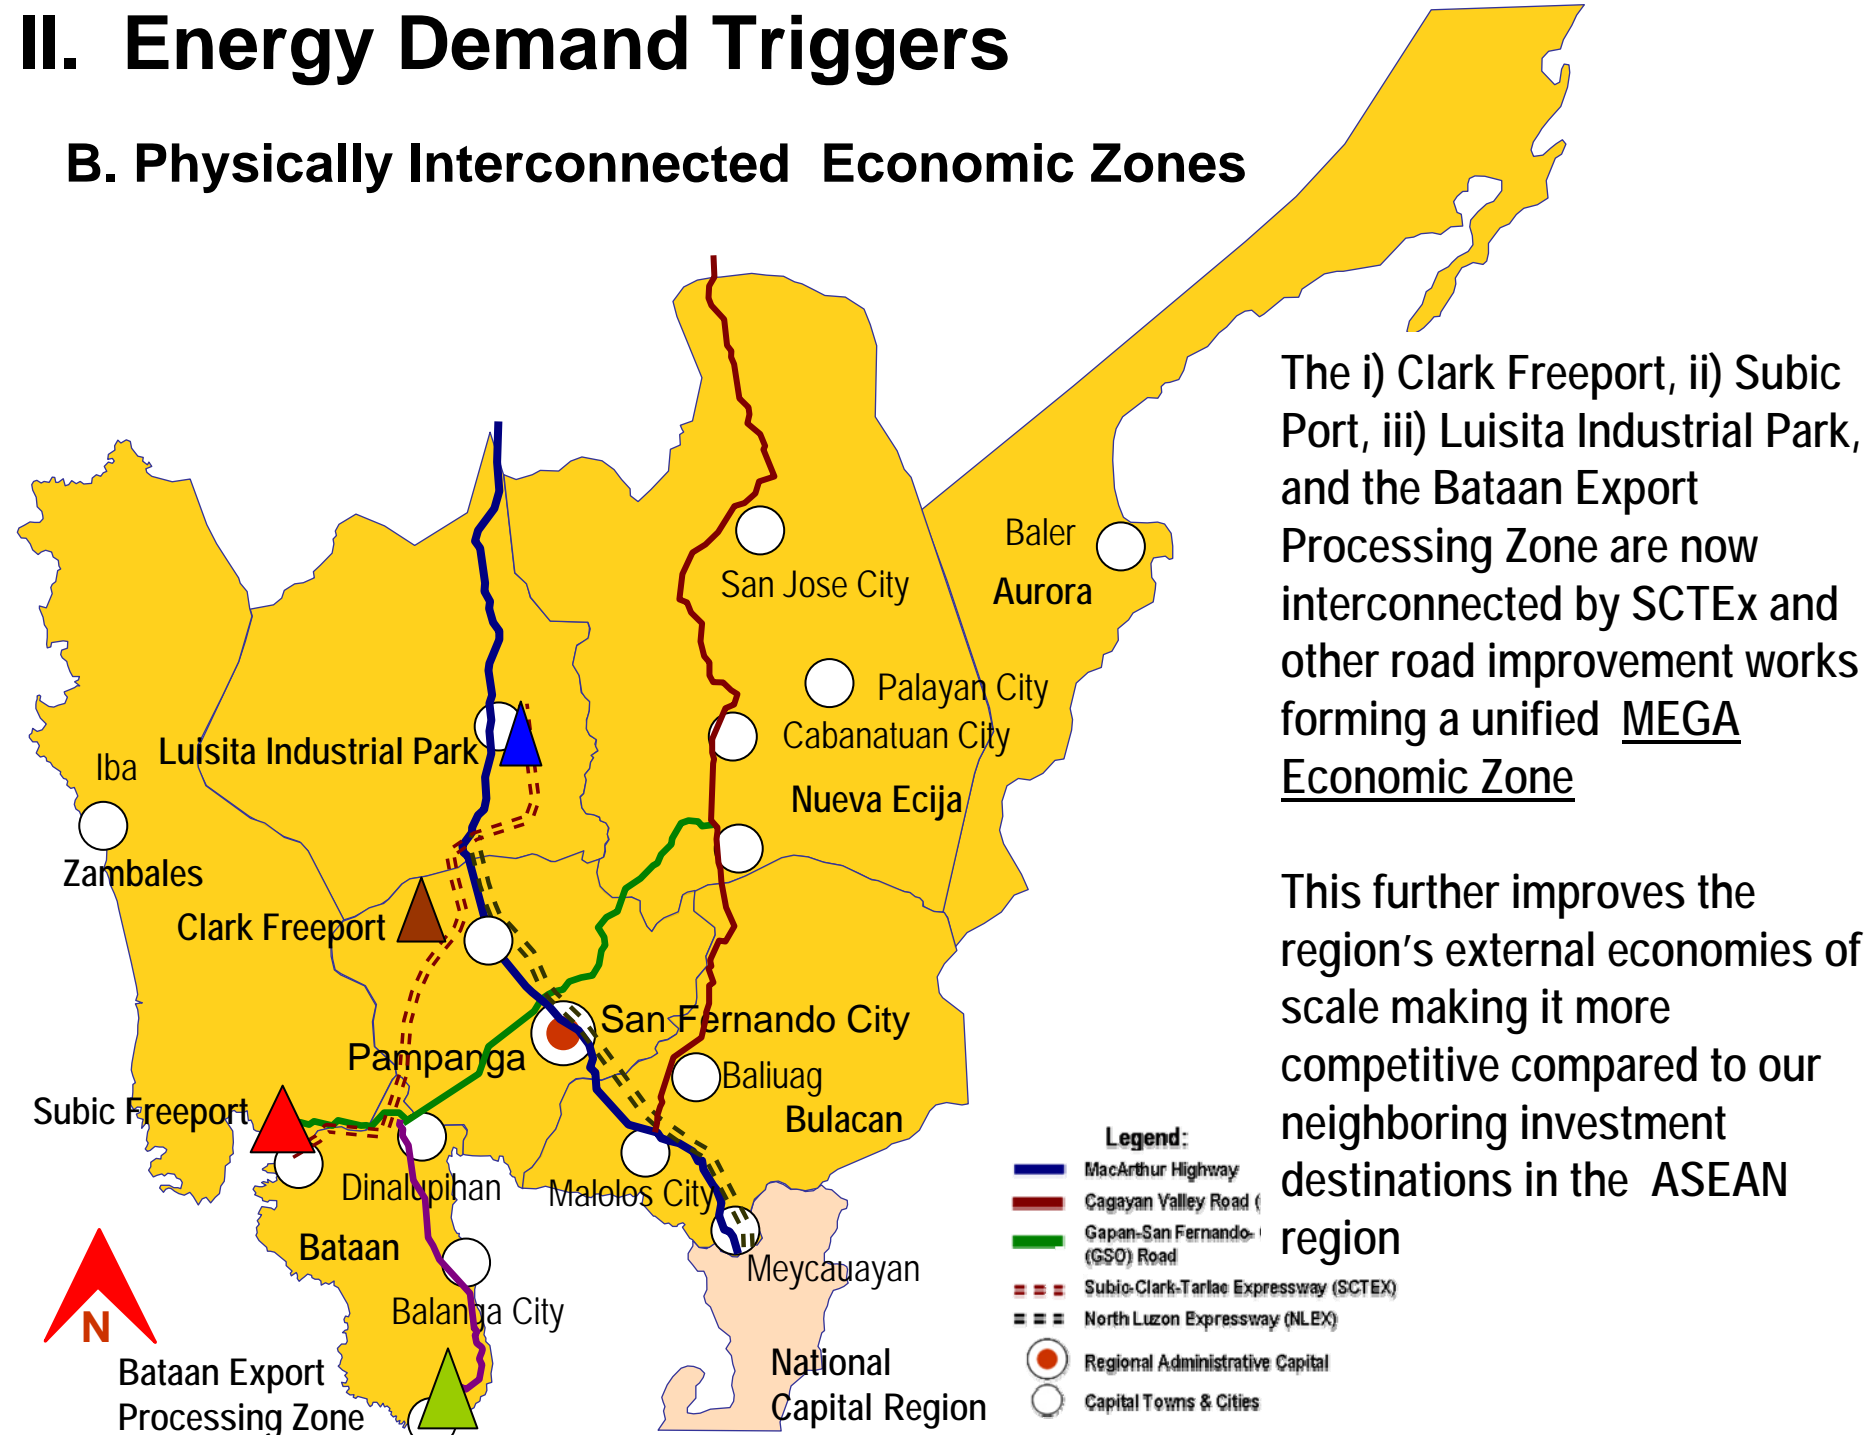 II. Energy Demand Triggers
B. Physically Interconnected Economic Zones
The i) Clark Freeport, ii) Subic
Port, iii) Luisita Industrial Park,
and the Bataan Export
Processing Zone are now
interconnected by SCTEx and
other road improvement works
forming a unified MEGA
Economic Zone
This further improves the
region's external economies of
scale making it more
competitive compared to our
neighboring investment
destinations in the ASEAN
region
Baler
Aurora
San Jose City
Palayan City
Cabanatuan City
Nueva Ecija
Luisita Industrial Park
Iba
Zambales
Clark Freeport
San Fernando City
Pampanga
Baliuag
Subic Freeport
Bulacan
Dinalupihan
Malolos City
Bataan
Meycauayan
Balanga City
Bataan Export
Processing Zone
National
Capital Region
N
Legend:
MacArthur Highway
Cagayan Valley Road (
Gapan-San Fernando-
(GSO) Road
Subic-Clark-Tarlac Expressway (SCTEX)
North Luzon Expressway (NLEX)
Regional Administrative Capital
Capital Towns & Cities